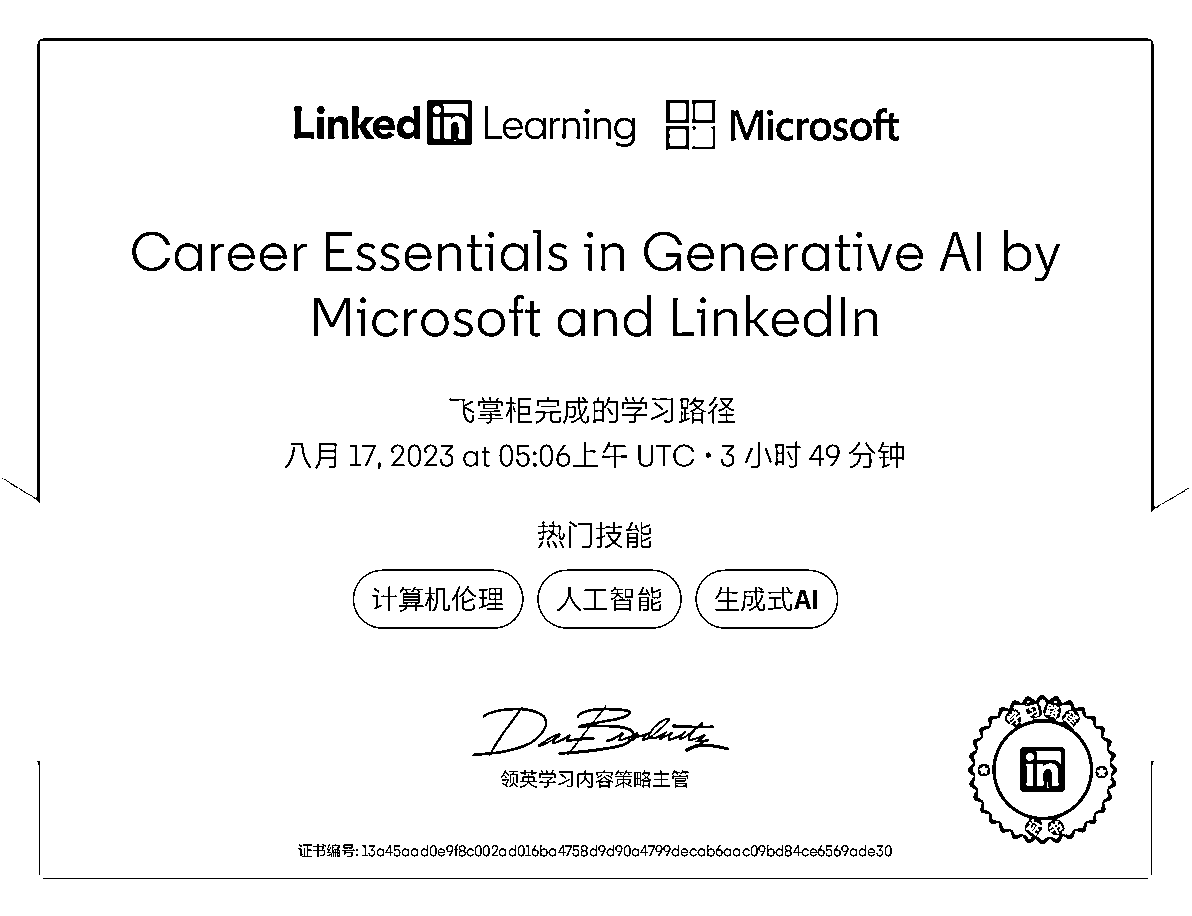 LinkedIn Learning Microsoft
Career Essentials in Generative AI by
Microsoft and LinkedIn
飞掌柜完成的学习路径
八月 17, 2023 at 05:06上午 UTC • 3 小时 49 分钟
热门技能
计算机伦理 人工智能 生成式AI
Dan Brodnitz
领英学习内容策略主管
学习路径
in
证书编号: 13a45aad0e9f8c002ad016ba4758d9d90a4799decab6aac09bd84ce6569ade30